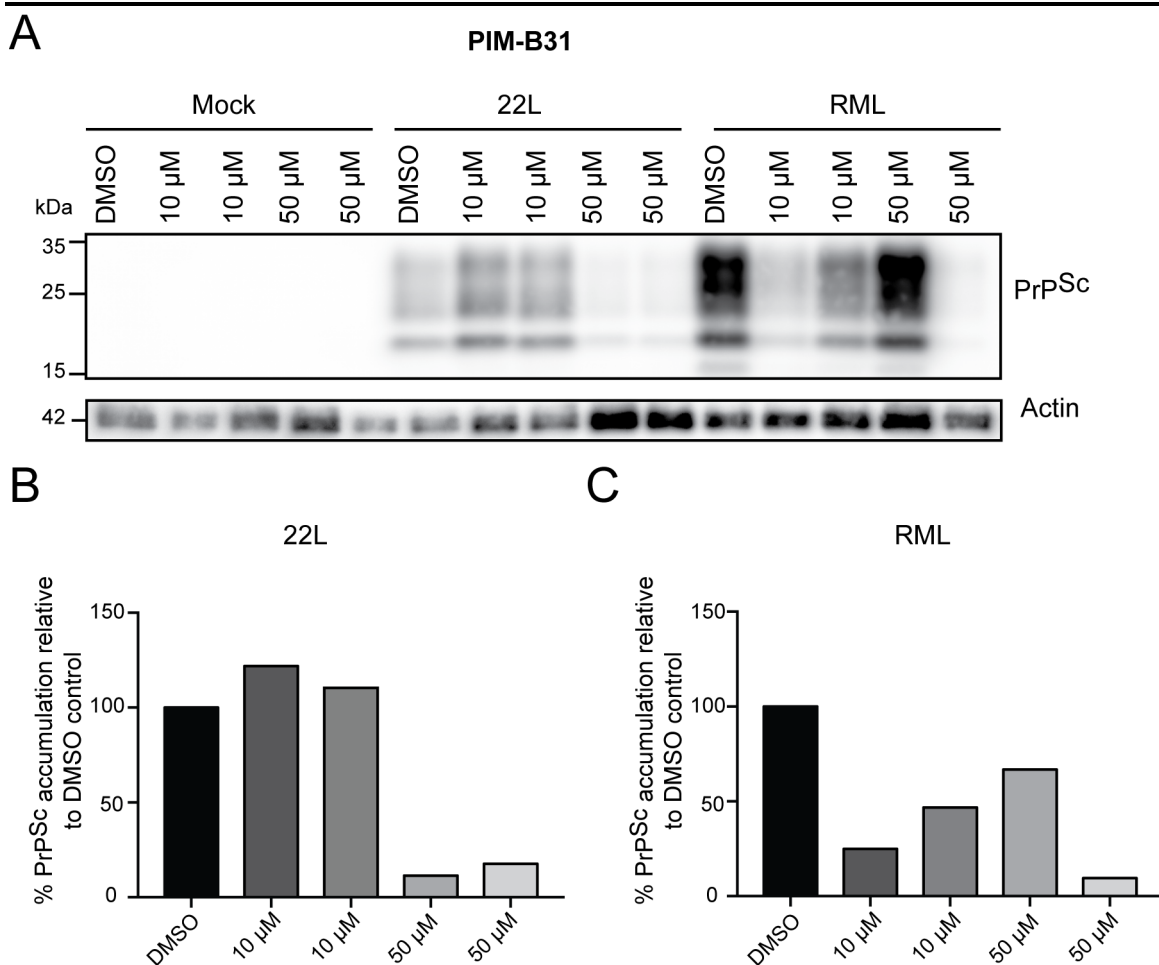 A
PIM-B31
Mock 22L RML
DMSO 10 µM 10 µM 50 µM 50 µM DMSO 10 µM 10 µM 50 µM 50 µM DMSO 10 µM 10 µM 50 µM 50 µM
kDa
35
25
15
PrPSc
42
Actin
B
22L
% PrPSc accumulation relative
to DMSO control
150
100
50
0
DMSO 10 µM 10 µM 50 µM 50 µM
C
RML
% PrPSc accumulation relative
to DMSO control
150
100
50
0
DMSO 10 µM 10 µM 50 µM 50 µM